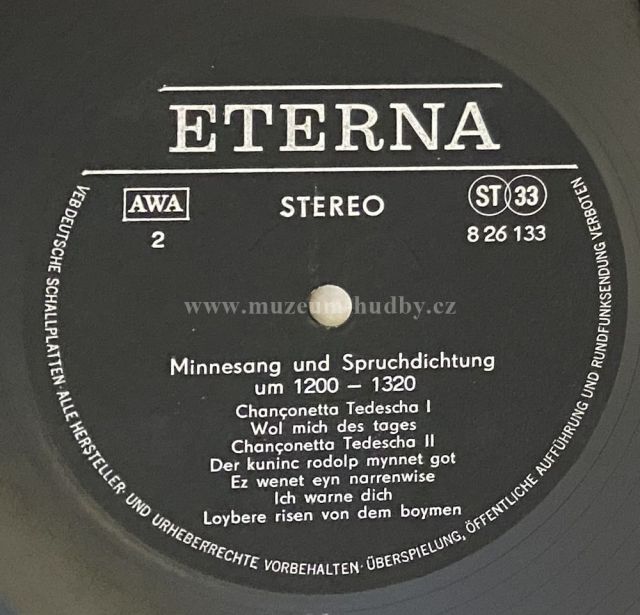 ETERNA
AWA
STEREO
ST 33
2
8 26 133
www.muzeum-hudby.cz
Minnesang und Spruchdichtung
um 1200 – 1320
Chançonetta Tedescha I
Wol mich des tages
Chançonetta Tedescha II
Der kuninc rodolp mynnet got
Ez wenet eyn narrenwise
Ich warne dich
Loybere risen von dem boymen
VEB DEUTSCHE SCHALLPLATTEN · ALLE HERSTELLER- UND URHEBERRECHTE VORBEHALTEN · ÜBERSPIELUNG, ÖFFENTLICHE AUFFÜHRUNG UND RUNDFUNKSENDUNG VERBOTEN